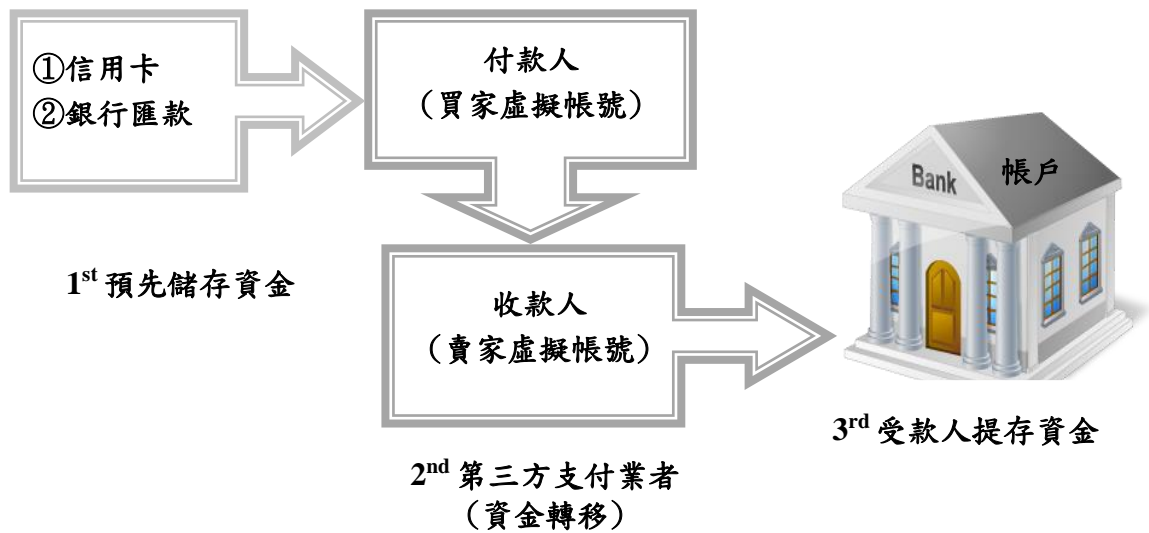 ①信用卡
②銀行匯款
付款人
（買家虛擬帳號）
Bank
帳戶
1st 預先儲存資金
收款人
（賣家虛擬帳號）
3rd 受款人提存資金
2nd 第三方支付業者
（資金轉移）